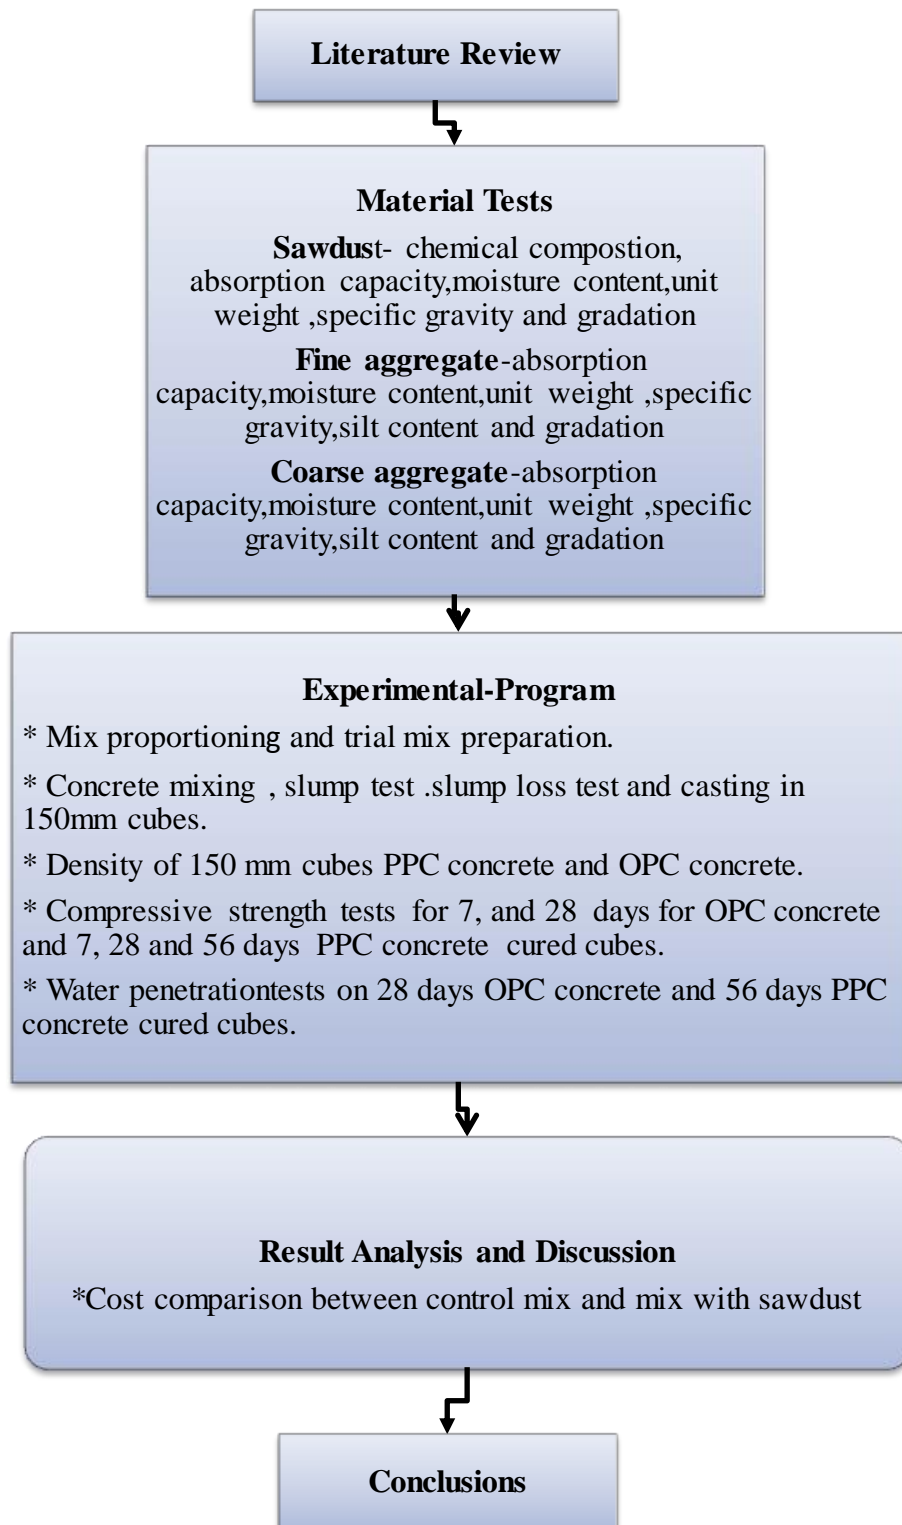 Literature Review
Material Tests
Sawdust- chemical compostion,
absorption capacity,moisture content,unit
weight ,specific gravity and gradation
Fine aggregate-absorption
capacity,moisture content,unit weight ,specific
gravity,silt content and gradation
Coarse aggregate-absorption
capacity,moisture content,unit weight ,specific
gravity,silt content and gradation
Experimental-Program
* Mix proportioning and trial mix preparation.
* Concrete mixing , slump test .slump loss test and casting in
150mm cubes.
* Density of 150 mm cubes PPC concrete and OPC concrete.
* Compressive strength tests for 7, and 28 days for OPC concrete
and 7, 28 and 56 days PPC concrete cured cubes.
* Water penetrationtests on 28 days OPC concrete and 56 days PPC
concrete cured cubes.
Result Analysis and Discussion
*Cost comparison between control mix and mix with sawdust
Conclusions